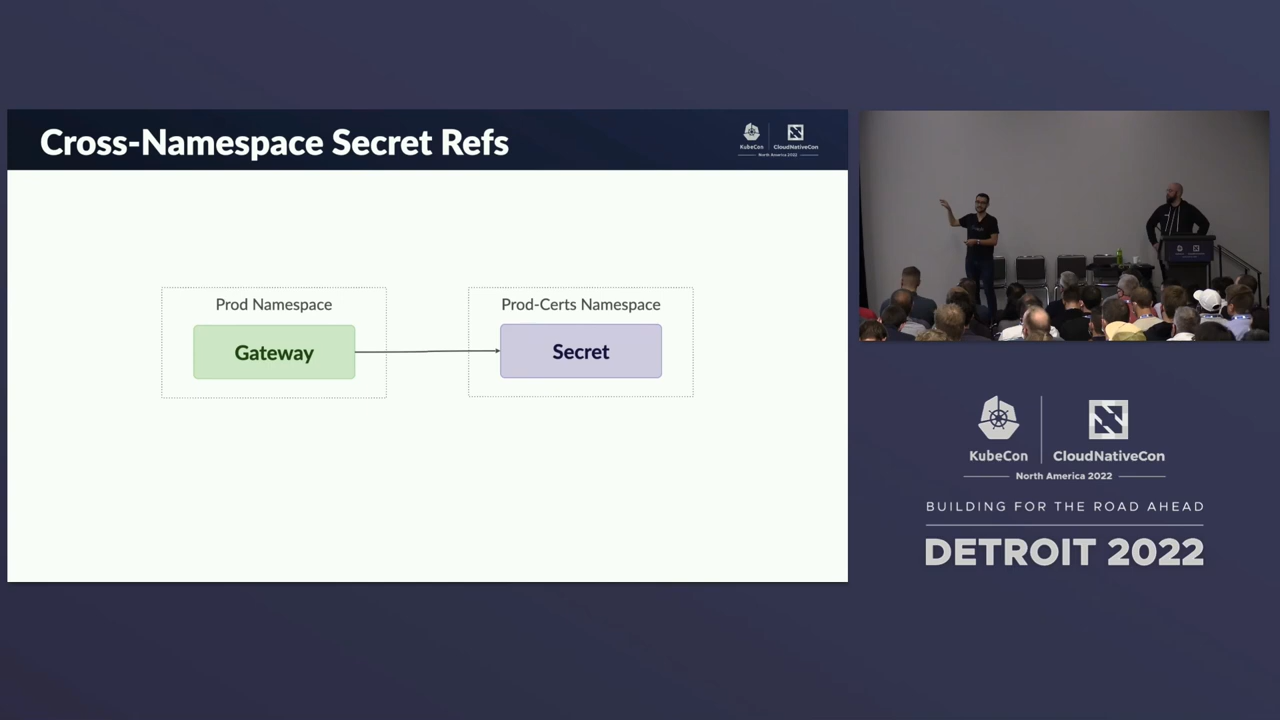 Cross-Namespace Secret Refs
KubeCon
CloudNativeCon
North America 2022
Prod Namespace
Gateway
Prod-Certs Namespace
Secret
KubeCon
CloudNativeCon
North America 2022
BUILDING FOR THE ROAD AHEAD
DETROIT 2022